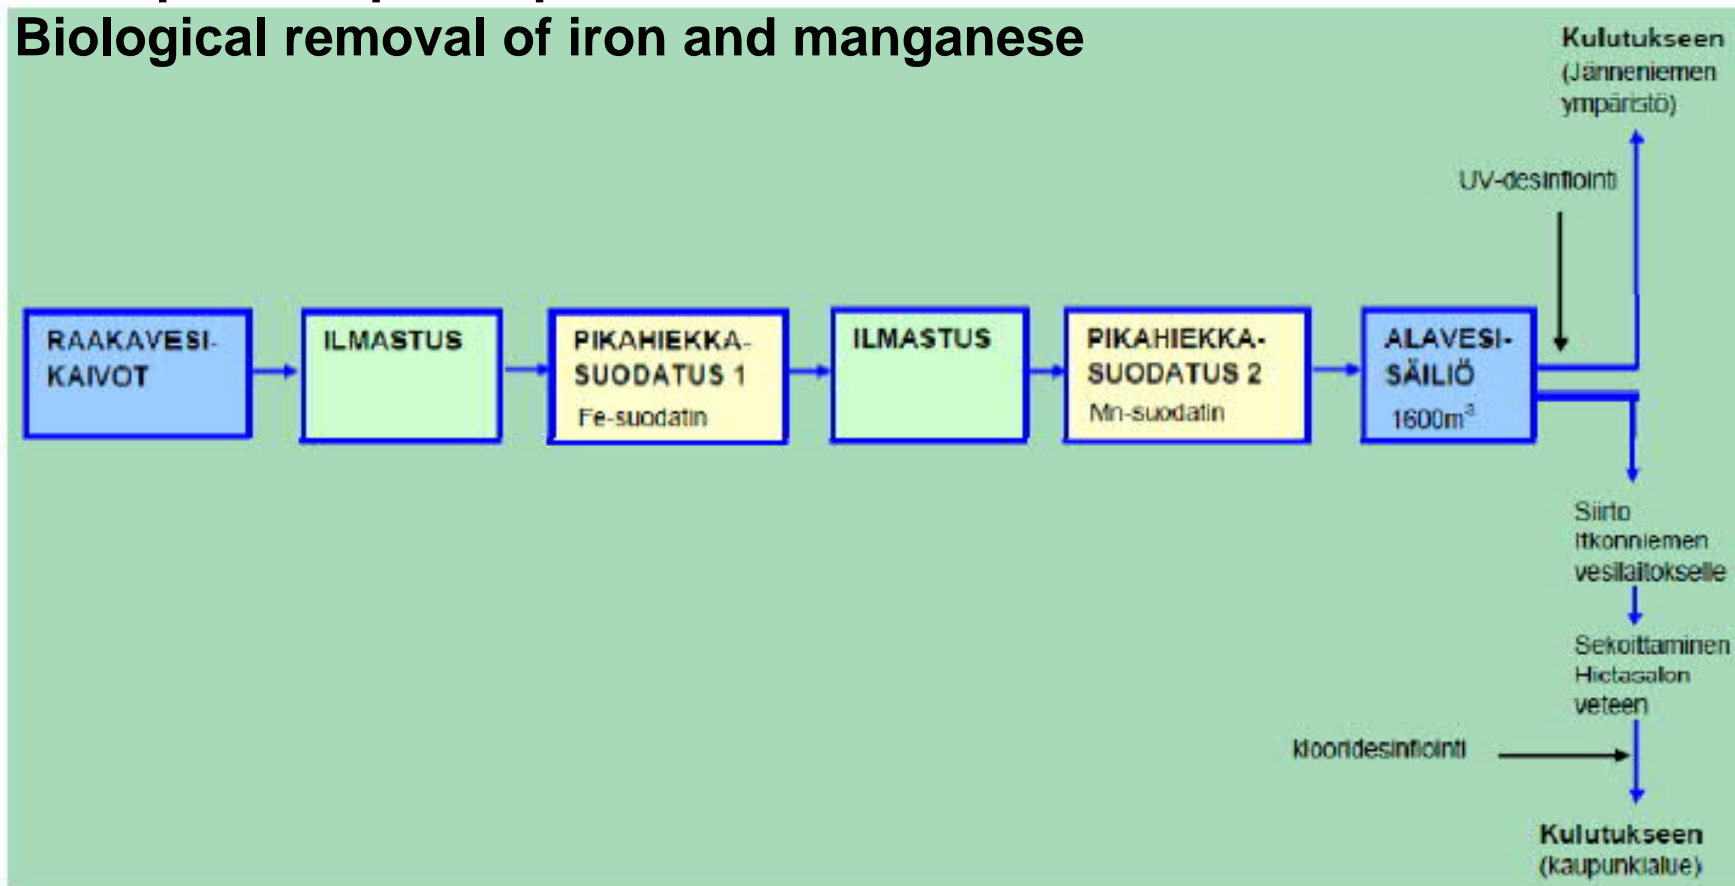 Biological removal of iron and manganese
Kulutukseen
(Jänneniemen
ympäristö)
UV-desinfiointi
RAAKAVESI-
KAIVOT
ILMASTUS
PIKAHIEKKA-
SUODATUS 1
Fe-suodatin
ILMASTUS
PIKAHIEKKA-
SUODATUS 2
Mn-suodatin
ALAVESI-
SÄILIÖ
1600m³
Siirto
Itkonniemen
vesilaitokselle
Sekoittaminen
Hietasalon
veteen
klooridesinfiointi
Kulutukseen
(kaupunkialue)